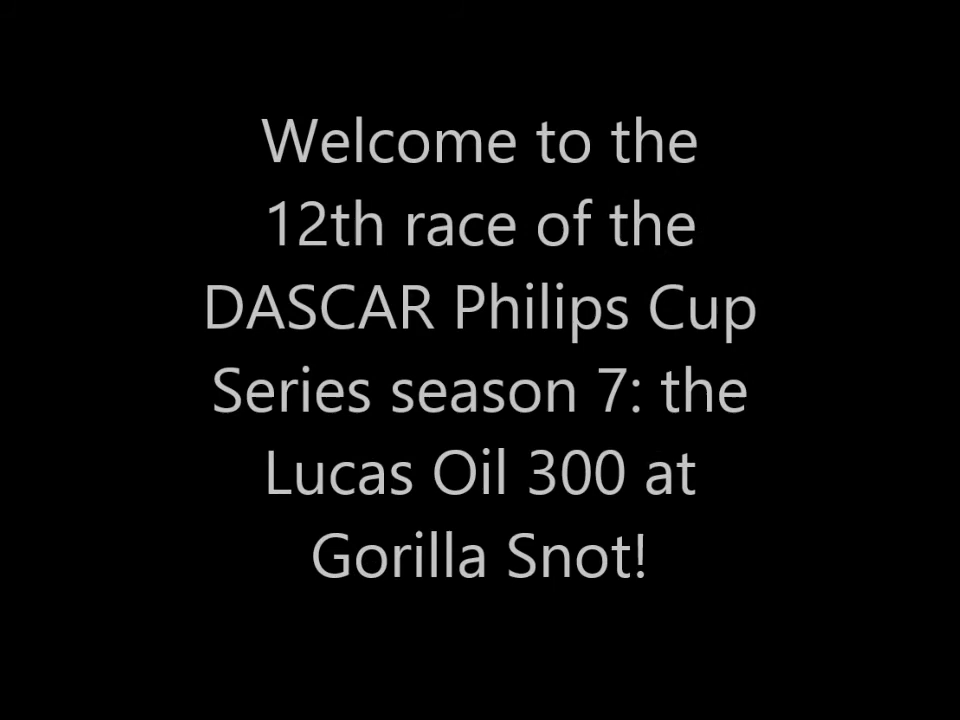 Welcome to the
12th race of the
DASCAR Philips Cup
Series season 7: the
Lucas Oil 300 at
Gorilla Snot!